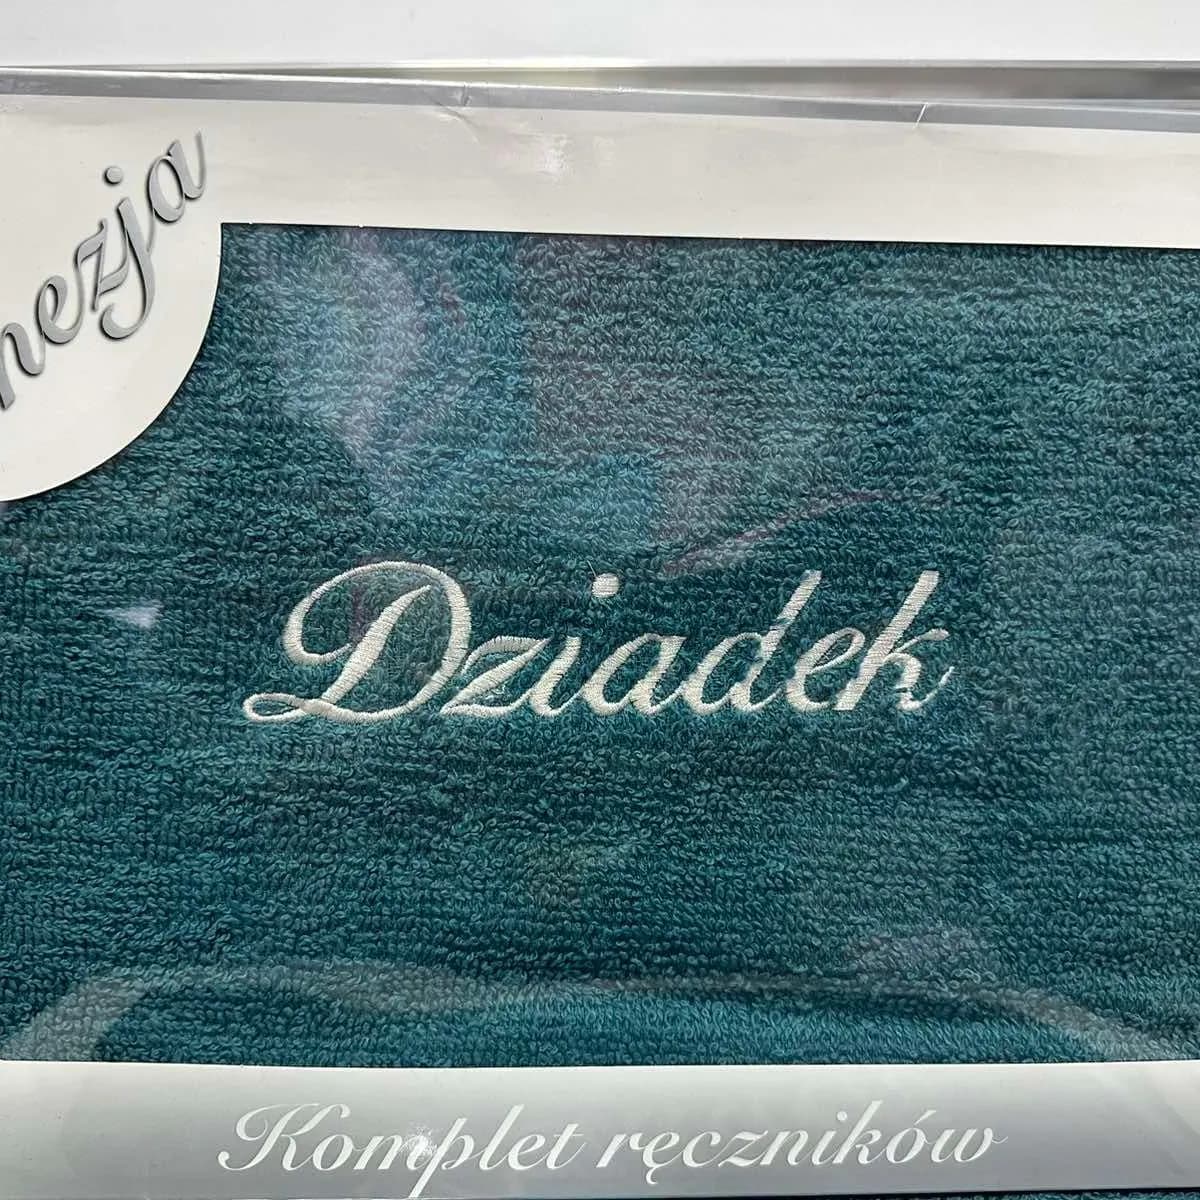 nezja
Dziadek
Komplet ręczników